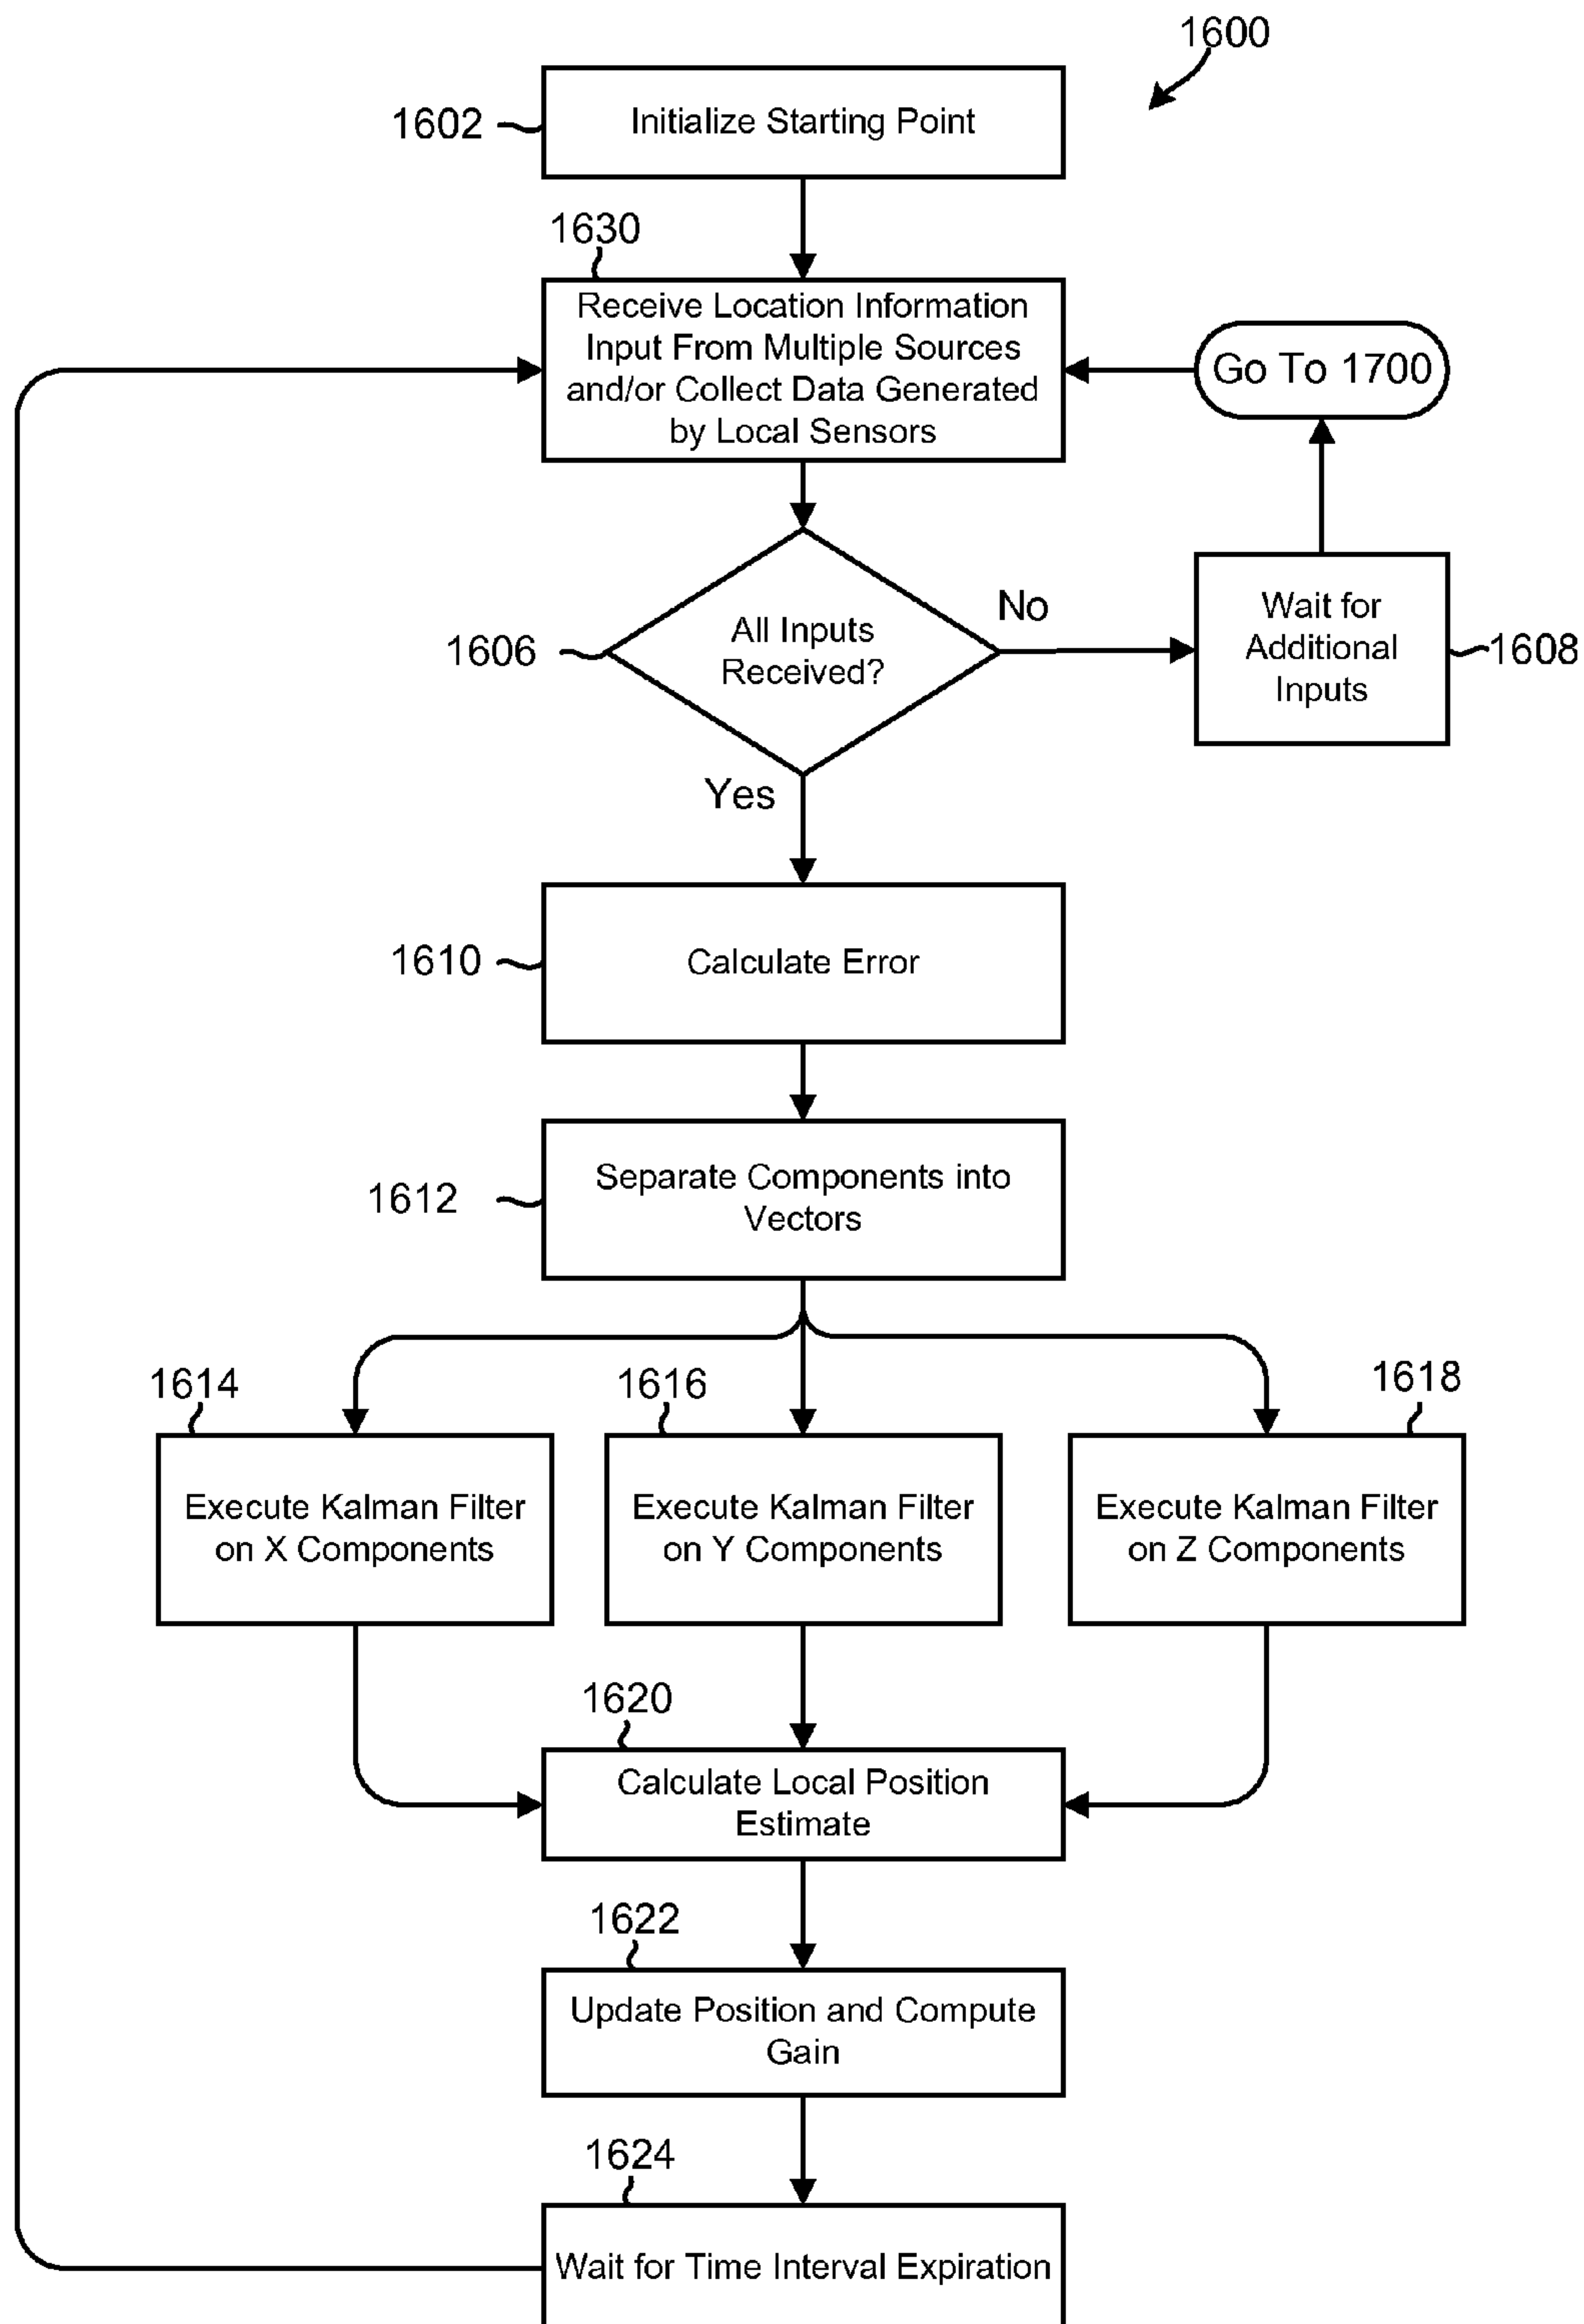 1600
1602
Initialize Starting Point
1630
Receive Location Information
Input From Multiple Sources
and/or Collect Data Generated
by Local Sensors
Go To 1700
1606
All Inputs
Received?
No
Wait for
Additional
Inputs
1608
Yes
1610
Calculate Error
1612
Separate Components into
Vectors
1614
Execute Kalman Filter
on X Components
1616
Execute Kalman Filter
on Y Components
1618
Execute Kalman Filter
on Z Components
1620
Calculate Local Position
Estimate
1622
Update Position and Compute
Gain
1624
Wait for Time Interval Expiration